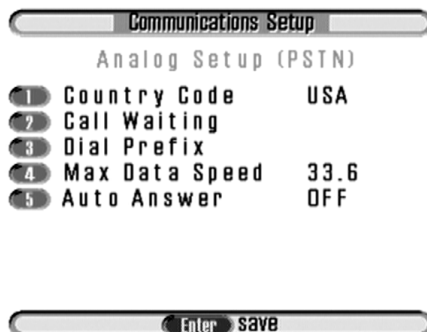 Communications Setup
Analog Setup (PSTN)
1 Country Code USA
2 Call Waiting
3 Dial Prefix
4 Max Data Speed 33.6
5 Auto Answer OFF
Enter save